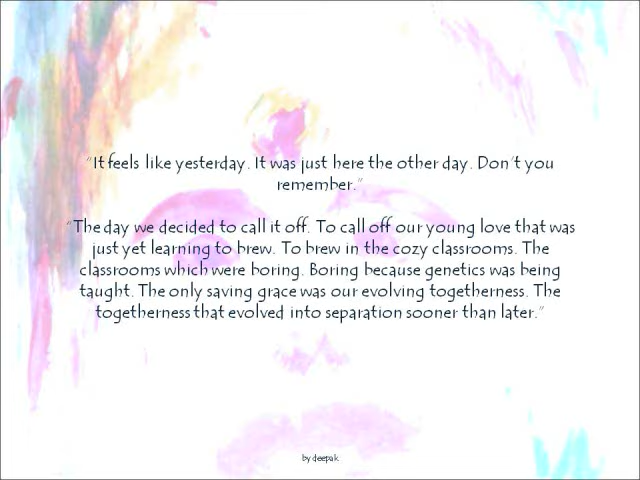 “It feels like yesterday. It was just here the other day. Don’t you
remember.”
“The day we decided to call it off. To call off our young love that was
just yet learning to brew. To brew in the cozy classrooms. The
classrooms which were boring. Boring because genetics was being
taught. The only saving grace was our evolving togetherness. The
togetherness that evolved into separation sooner than later.”
by deepak